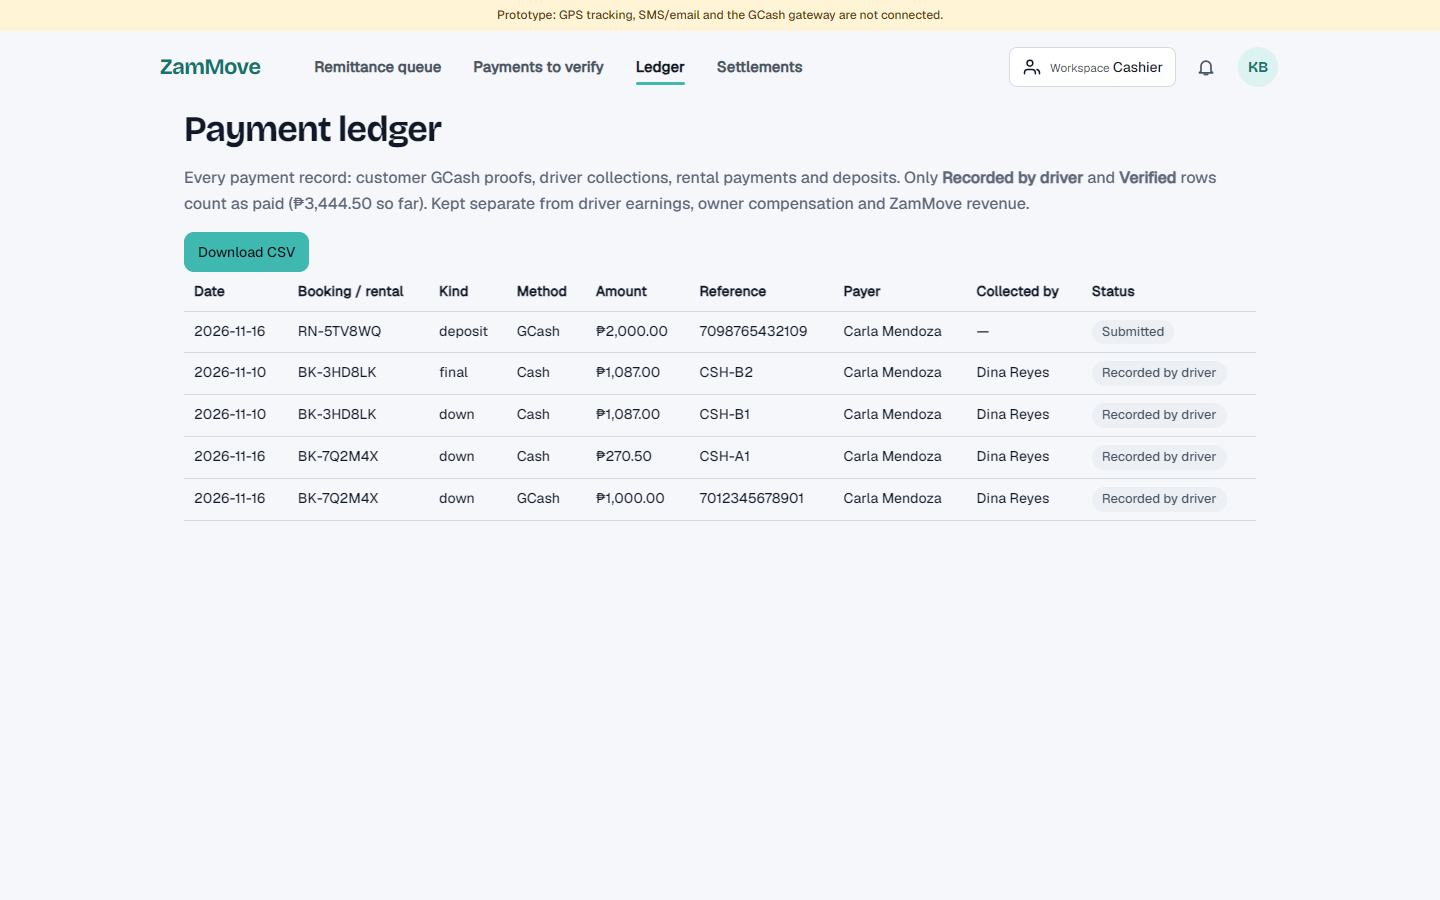 Prototype: GPS tracking, SMS/email and the GCash gateway are not connected.
ZamMove Remittance queue Payments to verify Ledger Settlements Workspace Cashier KB
Payment ledger
Every payment record: customer GCash proofs, driver collections, rental payments and deposits. Only Recorded by driver and Verified rows
count as paid (₱3,444.50 so far). Kept separate from driver earnings, owner compensation and ZamMove revenue.
Download CSV
Date Booking / rental Kind Method Amount Reference Payer Collected by Status
2026-11-16 RN-5TV8WQ deposit GCash ₱2,000.00 7098765432109 Carla Mendoza — Submitted
2026-11-10 BK-3HD8LK final Cash ₱1,087.00 CSH-B2 Carla Mendoza Dina Reyes Recorded by driver
2026-11-10 BK-3HD8LK down Cash ₱1,087.00 CSH-B1 Carla Mendoza Dina Reyes Recorded by driver
2026-11-16 BK-7Q2M4X down Cash ₱270.50 CSH-A1 Carla Mendoza Dina Reyes Recorded by driver
2026-11-16 BK-7Q2M4X down GCash ₱1,000.00 7012345678901 Carla Mendoza Dina Reyes Recorded by driver